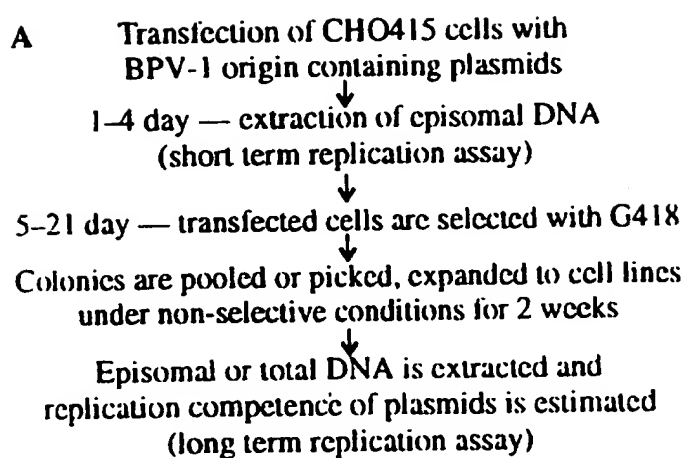 A Transfection of CHO415 cells with
BPV-1 origin containing plasmids
1–4 day — extraction of episomal DNA
(short term replication assay)
5–21 day — transfected cells are selected with G418
Colonies are pooled or picked, expanded to cell lines
under non-selective conditions for 2 weeks
Episomal or total DNA is extracted and
replication competence of plasmids is estimated
(long term replication assay)